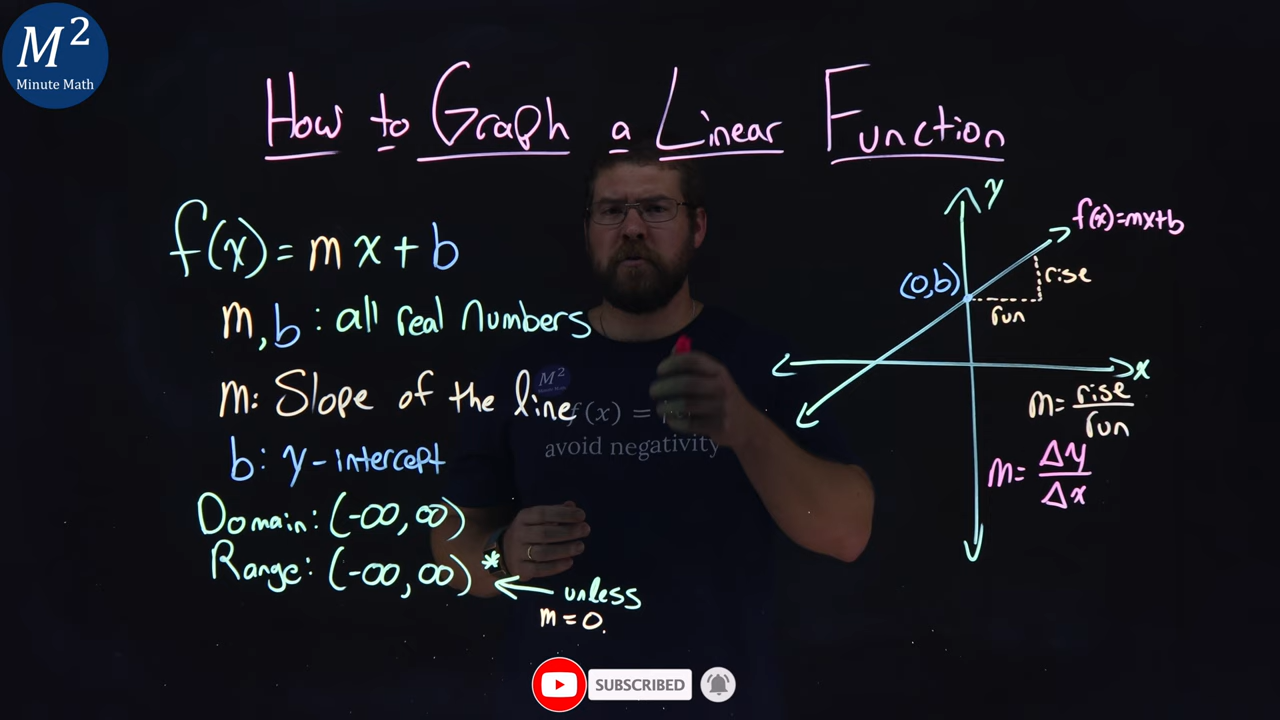 M²
Minute Math
How to Graph a Linear Function
f(x) = mx + b
m, b : all real numbers
m: Slope of the line
b: y-intercept
Domain: (-∞, ∞)
Range: (-∞, ∞) *
unless
m = 0.
y
f(x)=mx+b
(0,b)
rise
run
x
m = rise/run
m = Δy/Δx
M²
f(x) =
avoid negativity
SUBSCRIBED